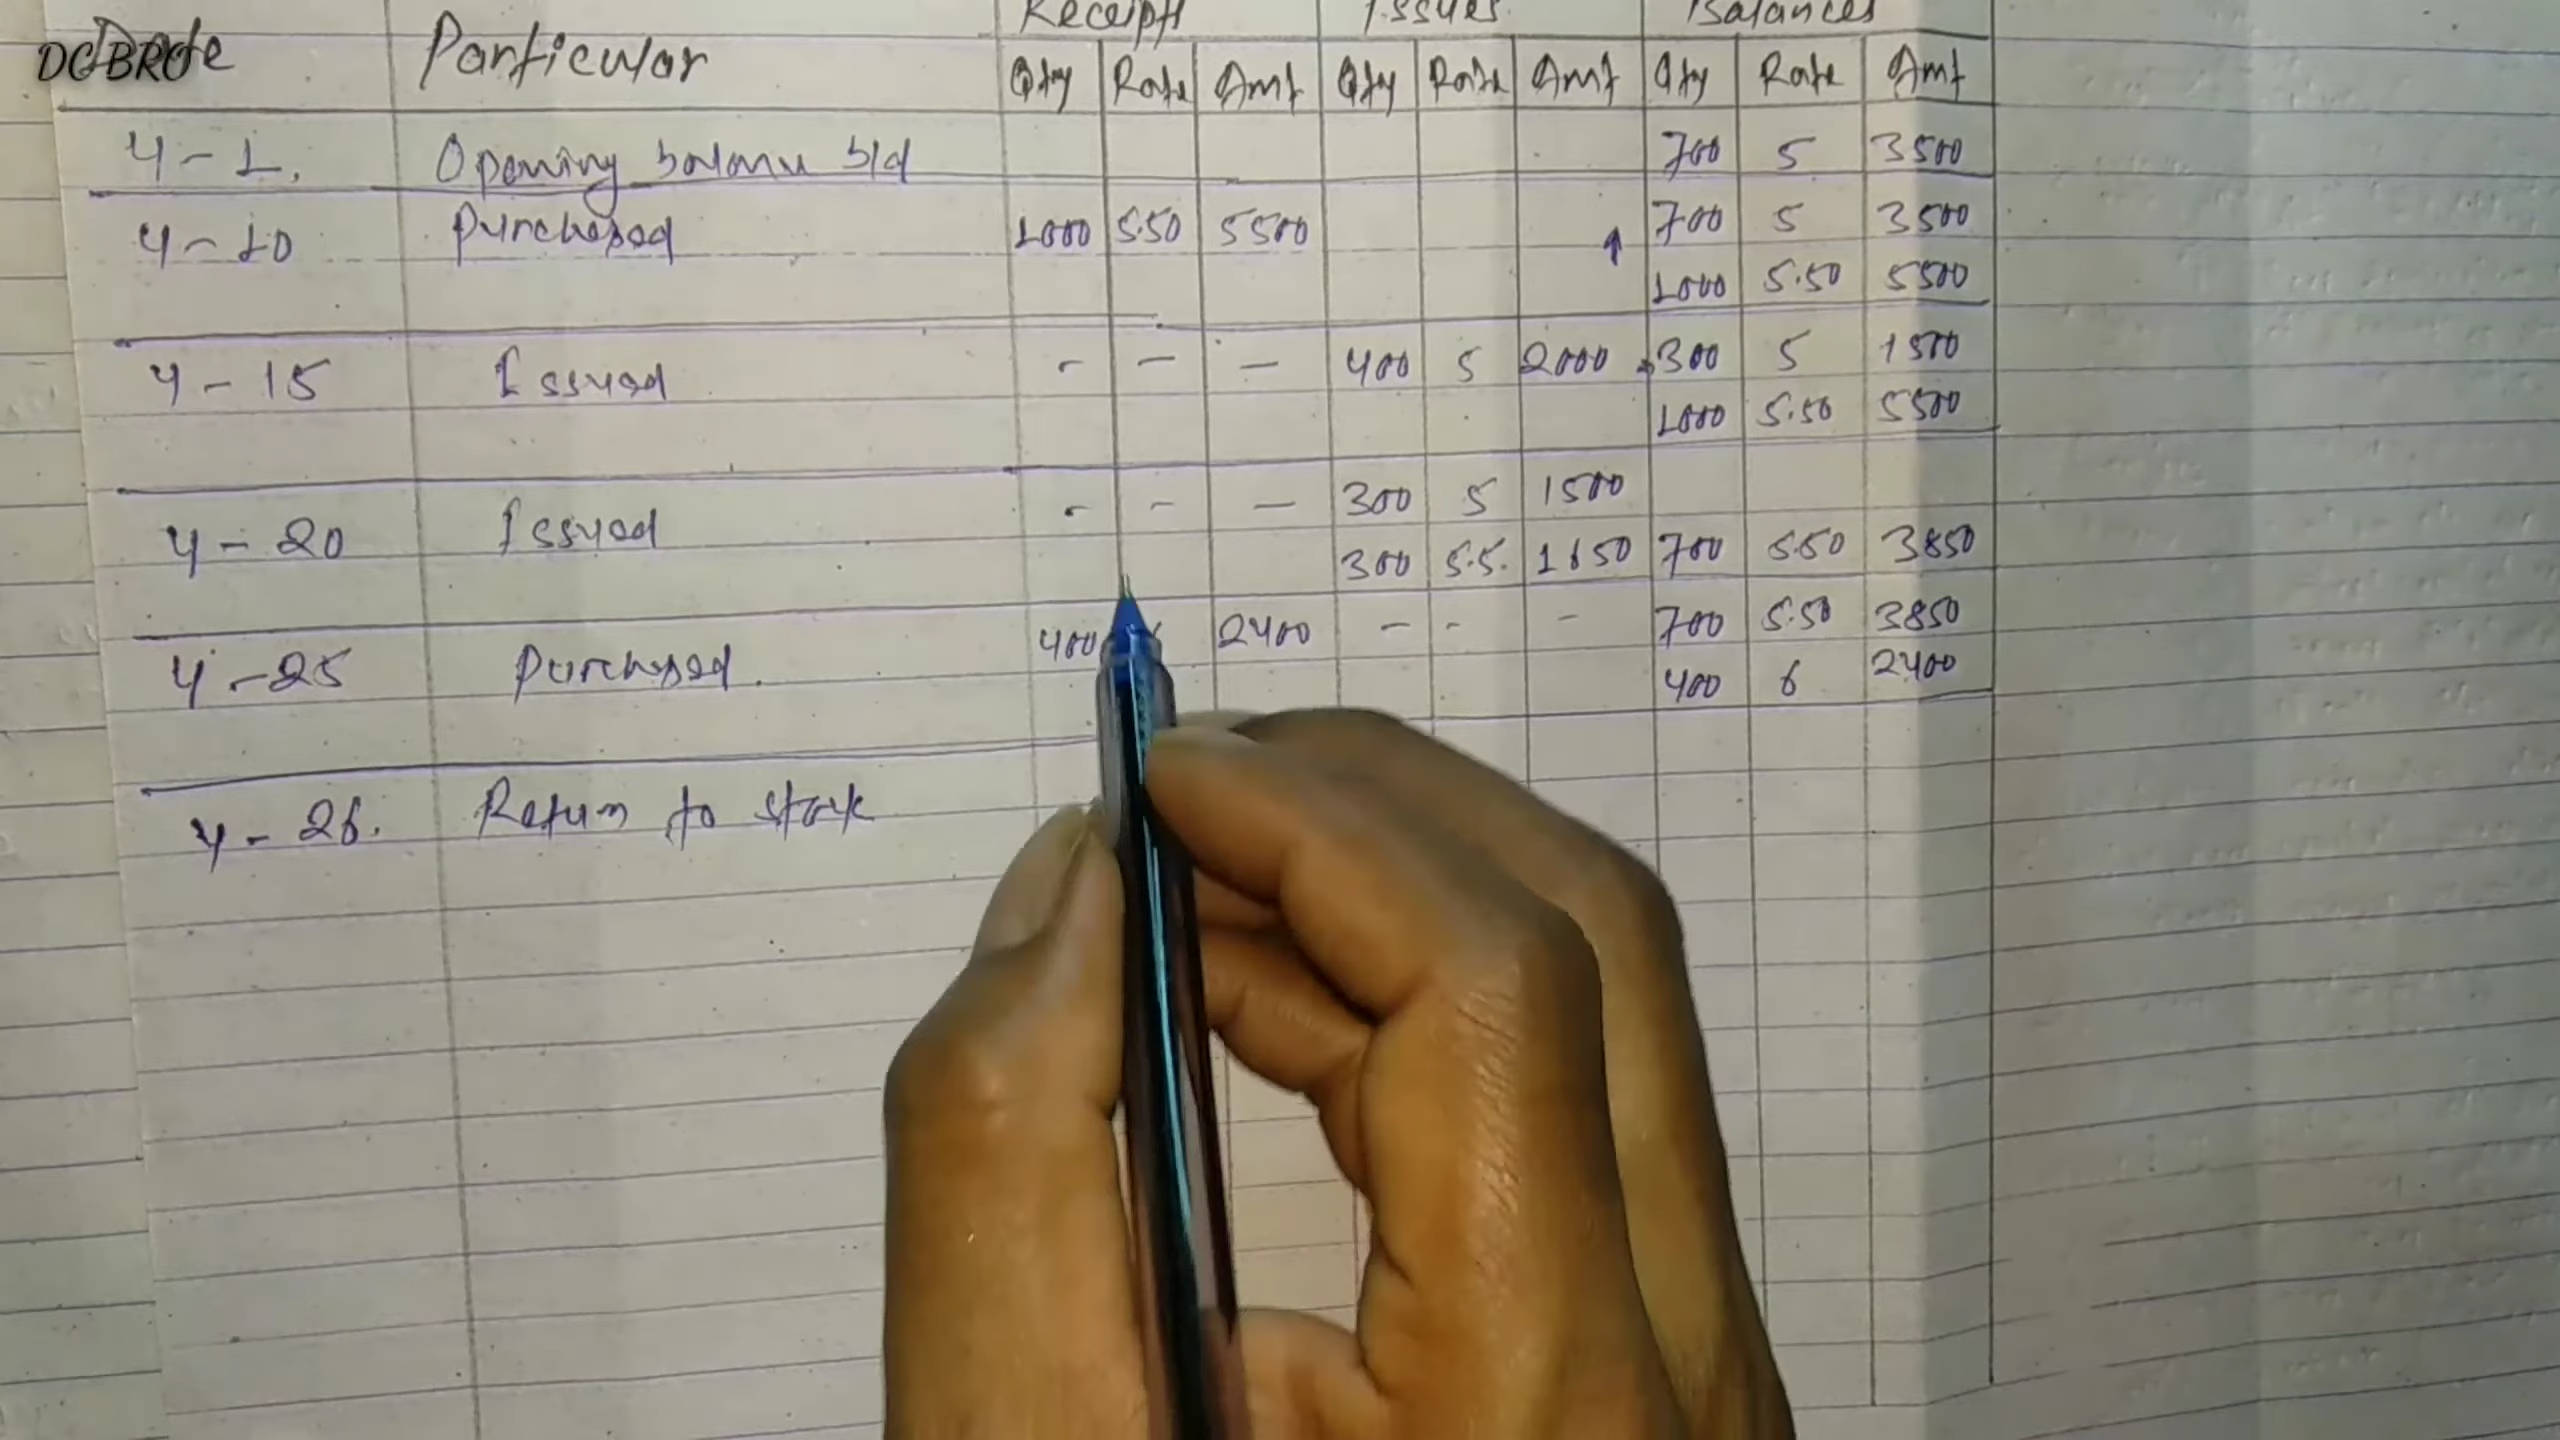 Receipt Issues Balances
DC BRO
Date Particular Qty Rate Amt Qty Rate Amt Qty Rate Amt
4-1. Opening balance b/d 700 5 3500
4-10 Purchased 1000 5.50 5500 700 5 3500
1000 5.50 5500
4-15 Issued - - - 400 5 2000 300 5 1500
1000 5.50 5500
4-20 Issued - - - 300 5 1500
300 5.5. 1650 700 5.50 3850
4-25 Purchased. 400 2400 - - - 700 5.50 3850
400 6 2400
4-26. Return to stock